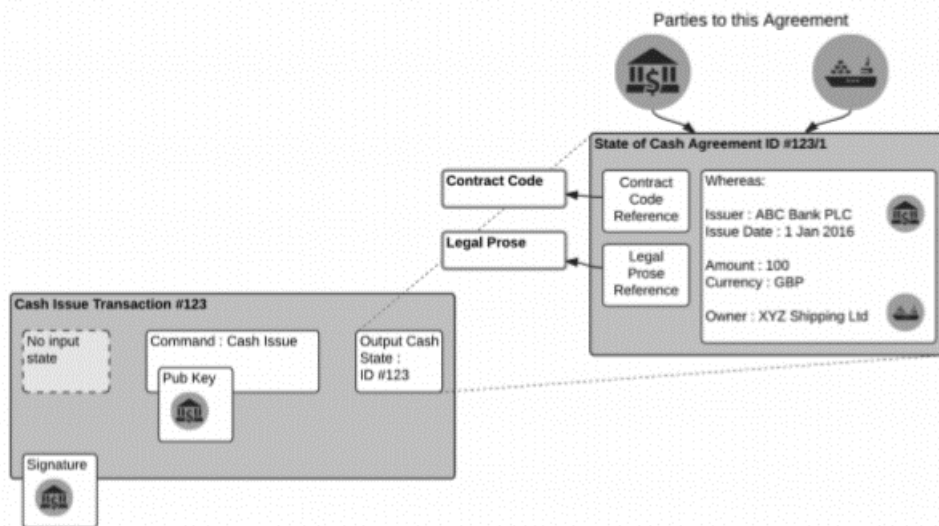 Parties to this Agreement
State of Cash Agreement ID #123/1
Contract Code
Contract
Code
Reference
Whereas:
Issuer : ABC Bank PLC
Issue Date : 1 Jan 2016
Amount : 100
Currency : GBP
Owner : XYZ Shipping Ltd
Legal Prose
Legal
Prose
Reference
Cash Issue Transaction #123
No input
state
Command : Cash Issue
Pub Key
Output Cash
State :
ID #123
Signature